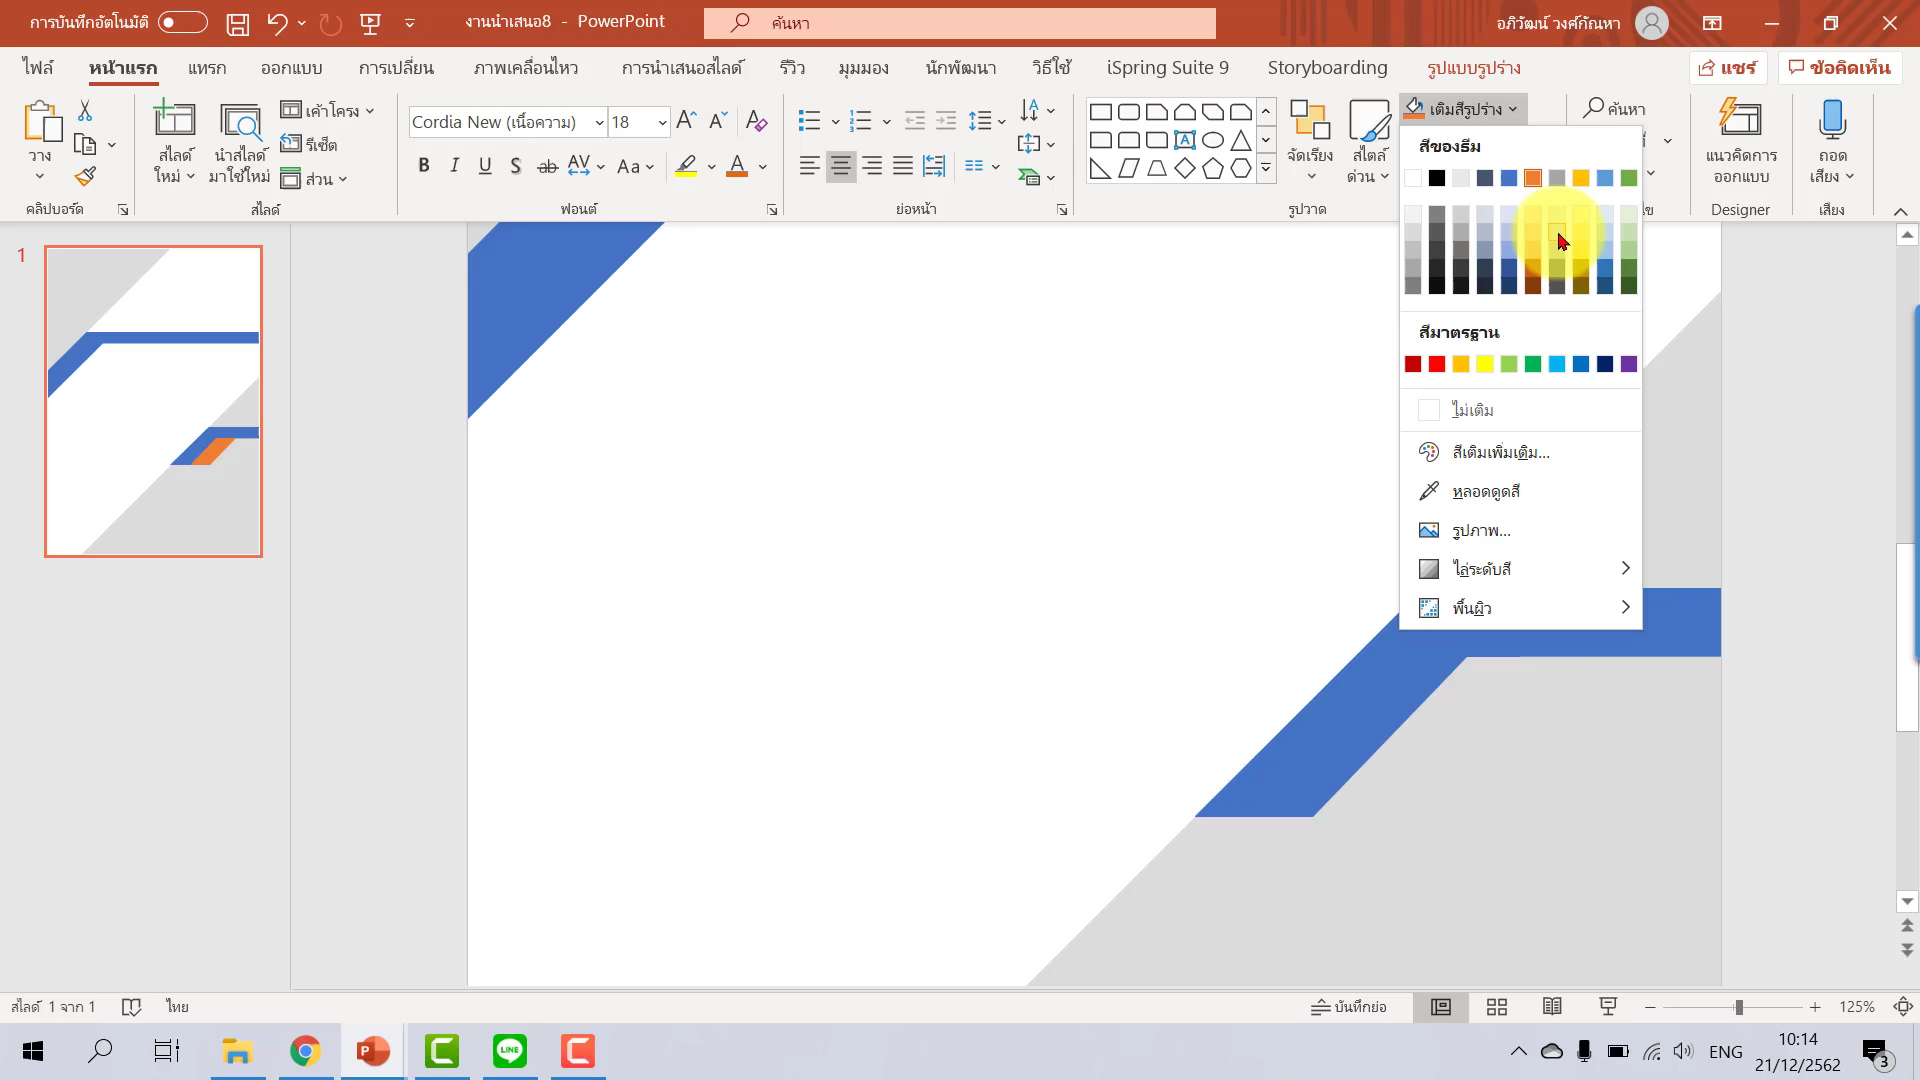 การบันทึกอัตโนมัติ
งานนำเสนอ8 - PowerPoint
ค้นหา
อภิวัฒน์ วงค์กัณหา
ไฟล์ หน้าแรก แทรก ออกแบบ การเปลี่ยน ภาพเคลื่อนไหว การนำเสนอสไลด์ รีวิว มุมมอง นักพัฒนา วิธีใช้ iSpring Suite 9 Storyboarding รูปแบบรูปร่าง แชร์ ข้อคิดเห็น
วาง
คลิปบอร์ด
สไลด์
ใหม่
นำสไลด์
มาใช้ใหม่
เค้าโครง
รีเซ็ต
ส่วน
สไลด์
Cordia New (เนื้อความ) 18
B I U S ab AV Aa A
ฟอนต์
ย่อหน้า
จัดเรียง
สไตล์
ด่วน
รูปวาด
เติมสีรูปร่าง
ค้นหา
แนวคิดการ
ออกแบบ
Designer
ถอด
เสียง
เสียง
สีของธีม
สีมาตรฐาน
ไม่เติม
สีเติมเพิ่มเติม...
หลอดดูดสี
รูปภาพ...
ไล่ระดับสี
พื้นผิว
1
สไลด์ 1 จาก 1
ไทย
บันทึกย่อ
125%
LINE
ENG
10:14
21/12/2562
3